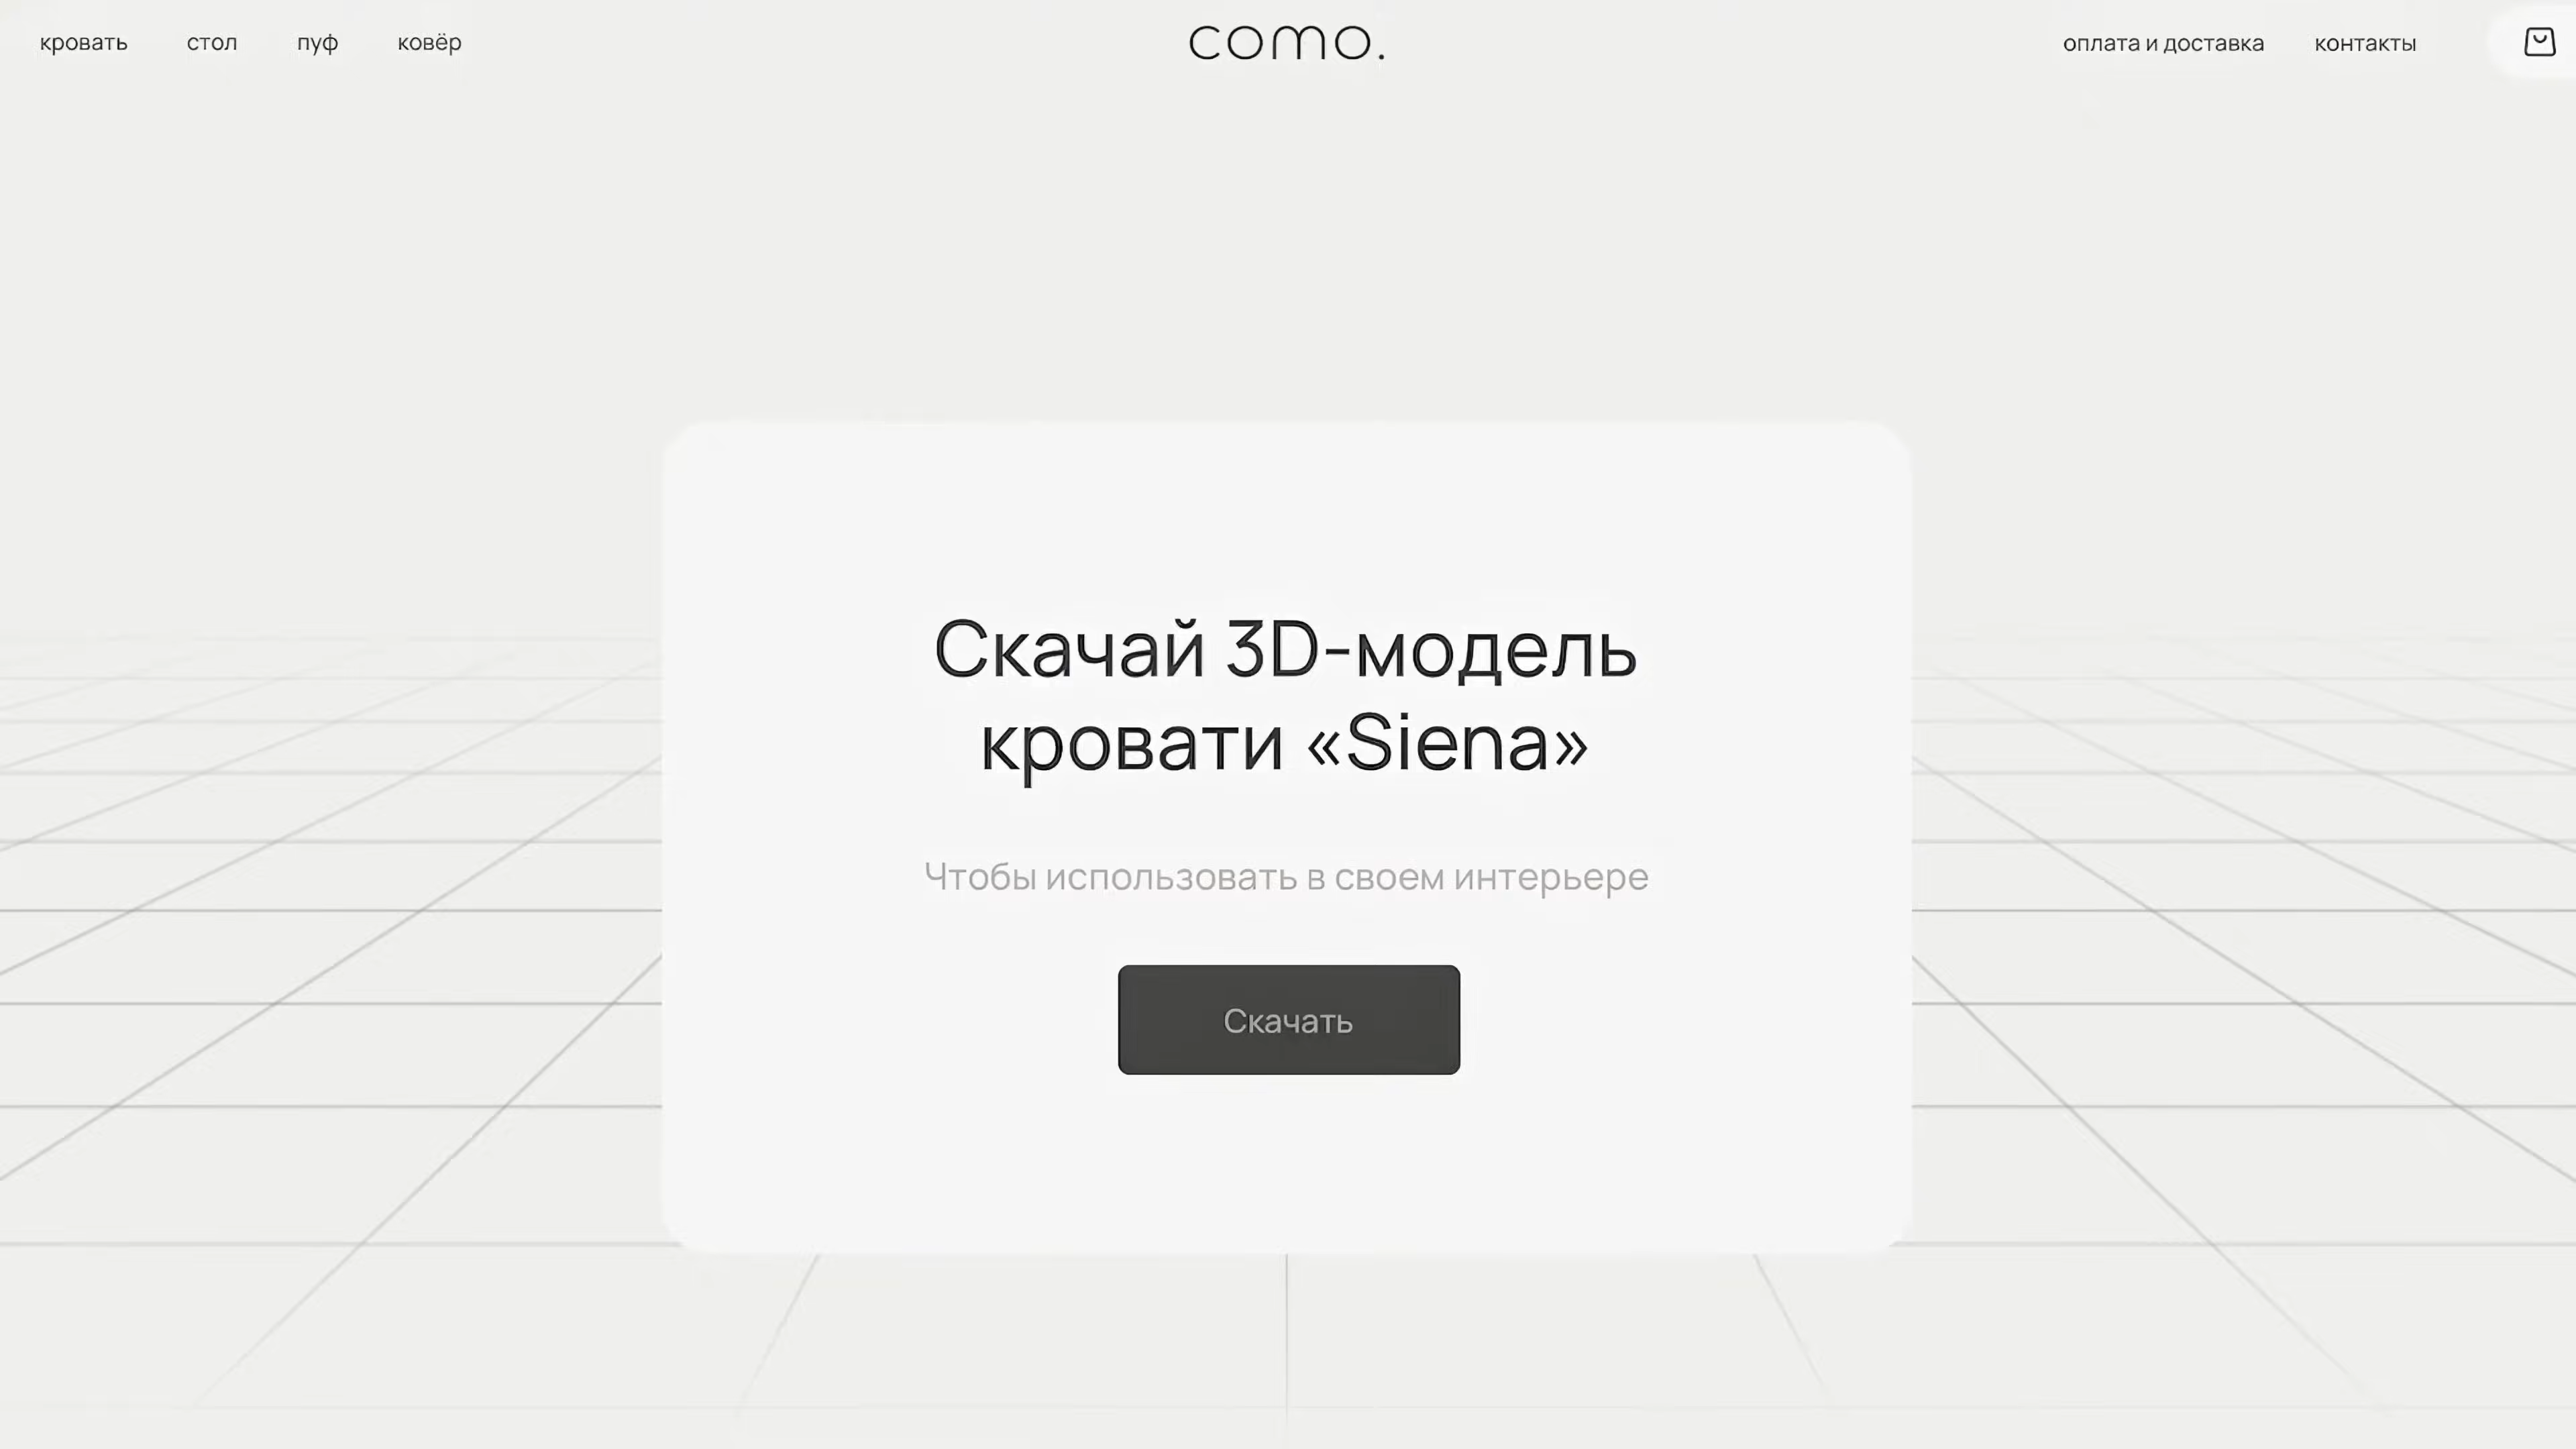 кровать стол пуф ковёр como. оплата и доставка контакты
Скачай 3D-модель
кровати «Siena»
Чтобы использовать в своем интерьере
Скачать